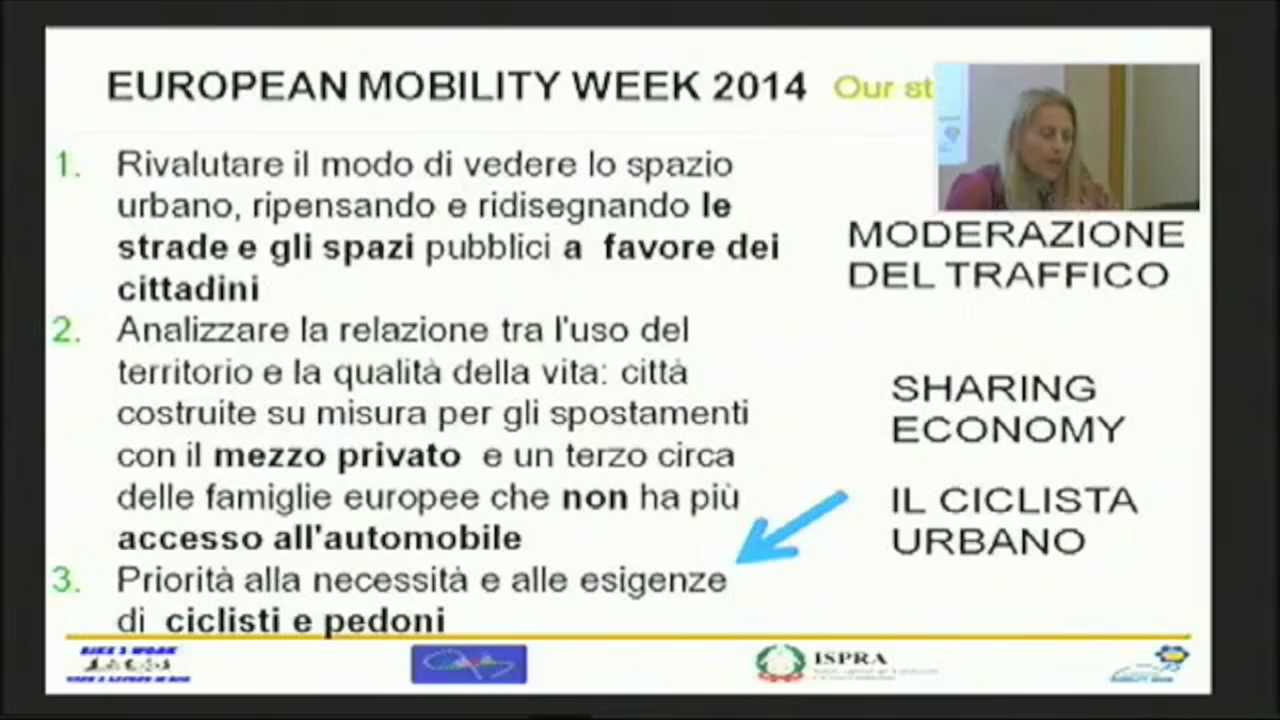 EUROPEAN MOBILITY WEEK 2014 Our st
1. Rivalutare il modo di vedere lo spazio
urbano, ripensando e ridisegnando le
strade e gli spazi pubblici a favore dei
cittadini
2. Analizzare la relazione tra l'uso del
territorio e la qualità della vita: città
costruite su misura per gli spostamenti
con il mezzo privato e un terzo circa
delle famiglie europee che non ha più
accesso all'automobile
3. Priorità alla necessità e alle esigenze
di ciclisti e pedoni
MODERAZIONE
DEL TRAFFICO
SHARING
ECONOMY
IL CICLISTA
URBANO
BIKE 2 WORK
ISPRA